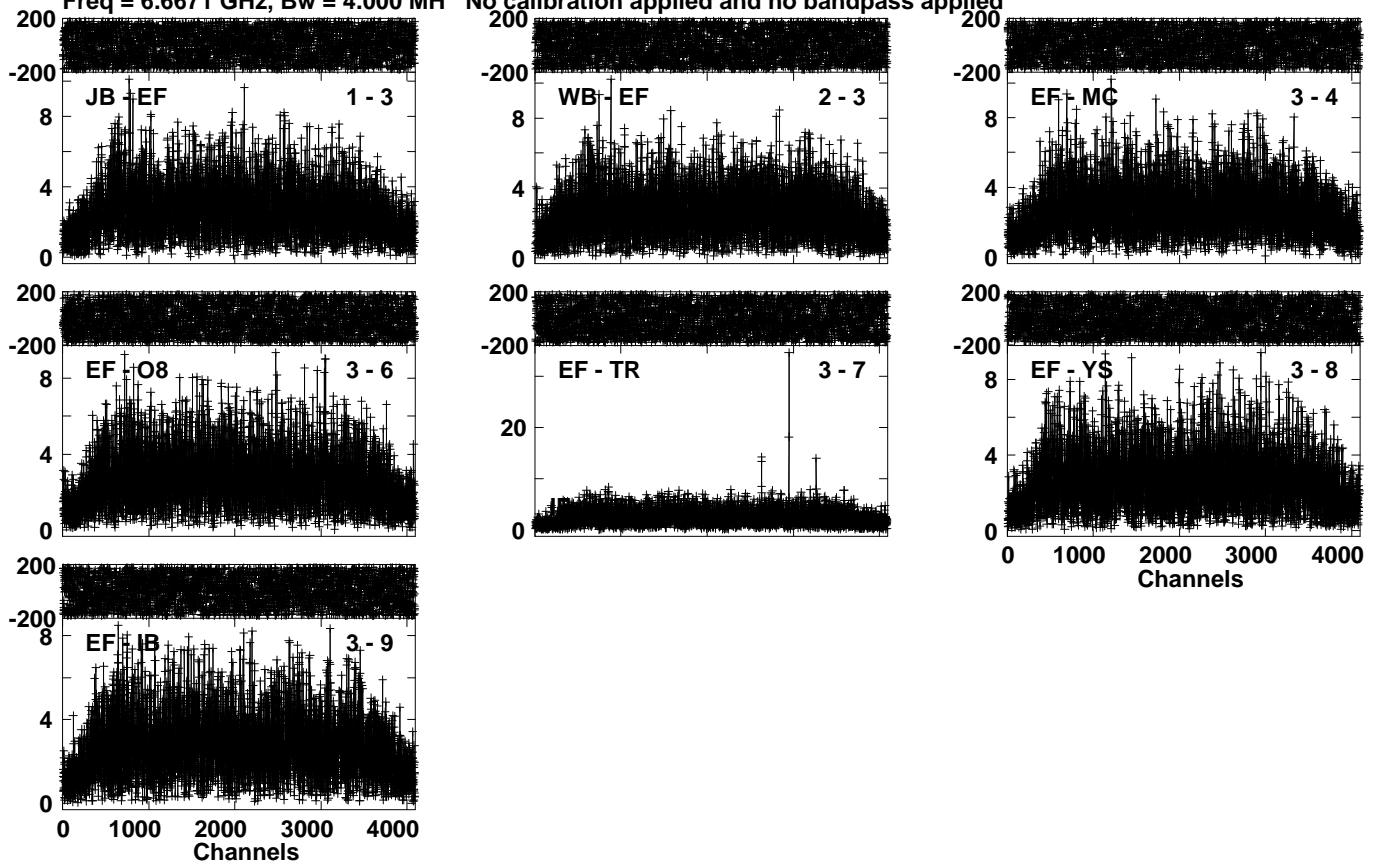 Freq = 6.6671 GHz, Bw = 4.000 MH No calibration applied and no bandpass applied
200 200 200
-200 -200 -200
JB - EF 1 - 3 WB - EF 2 - 3 EF - MC 3 - 4
8 8 8
4 4 4
0 0 0
200 200 200
-200 -200 -200
EF - O8 3 - 6 EF - TR 3 - 7 EF - YS 3 - 8
8 20 8
4 4
0 0 0
0 1000 2000 3000 4000
Channels
200
-200
EF - IB 3 - 9
8
4
0
0 1000 2000 3000 4000
Channels